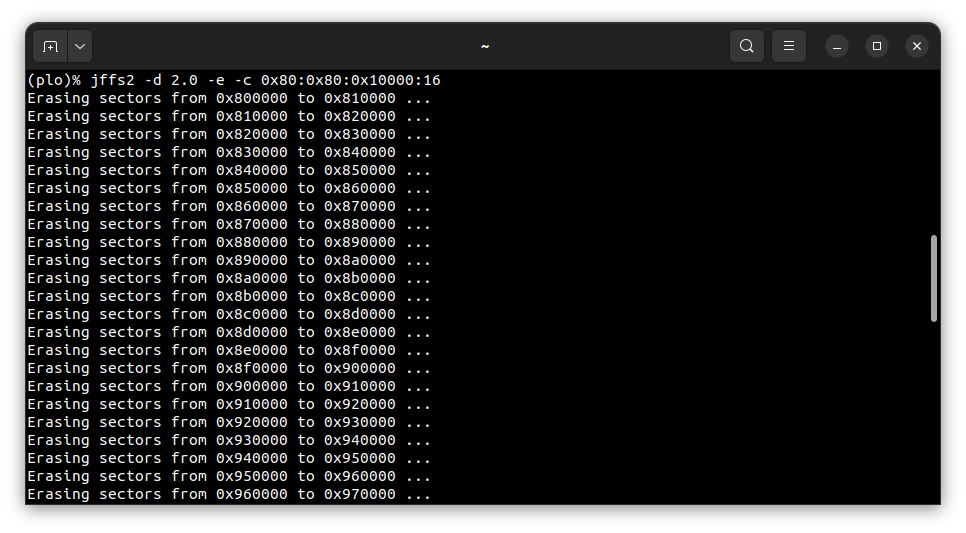 ~
(plo)% jffs2 -d 2.0 -e -c 0x80:0x80:0x10000:16
Erasing sectors from 0x800000 to 0x810000 ...
Erasing sectors from 0x810000 to 0x820000 ...
Erasing sectors from 0x820000 to 0x830000 ...
Erasing sectors from 0x830000 to 0x840000 ...
Erasing sectors from 0x840000 to 0x850000 ...
Erasing sectors from 0x850000 to 0x860000 ...
Erasing sectors from 0x860000 to 0x870000 ...
Erasing sectors from 0x870000 to 0x880000 ...
Erasing sectors from 0x880000 to 0x890000 ...
Erasing sectors from 0x890000 to 0x8a0000 ...
Erasing sectors from 0x8a0000 to 0x8b0000 ...
Erasing sectors from 0x8b0000 to 0x8c0000 ...
Erasing sectors from 0x8c0000 to 0x8d0000 ...
Erasing sectors from 0x8d0000 to 0x8e0000 ...
Erasing sectors from 0x8e0000 to 0x8f0000 ...
Erasing sectors from 0x8f0000 to 0x900000 ...
Erasing sectors from 0x900000 to 0x910000 ...
Erasing sectors from 0x910000 to 0x920000 ...
Erasing sectors from 0x920000 to 0x930000 ...
Erasing sectors from 0x930000 to 0x940000 ...
Erasing sectors from 0x940000 to 0x950000 ...
Erasing sectors from 0x950000 to 0x960000 ...
Erasing sectors from 0x960000 to 0x970000 ...